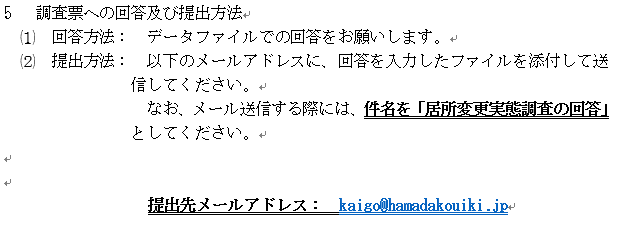 5　調査票への回答及び提出方法
⑴　回答方法：　データファイルでの回答をお願いします。
⑵　提出方法：　以下のメールアドレスに、回答を入力したファイルを添付して送
信してください。
なお、メール送信する際には、件名を「居所変更実態調査の回答」
としてください。
提出先メールアドレス：　kaigo@hamadakouiki.jp